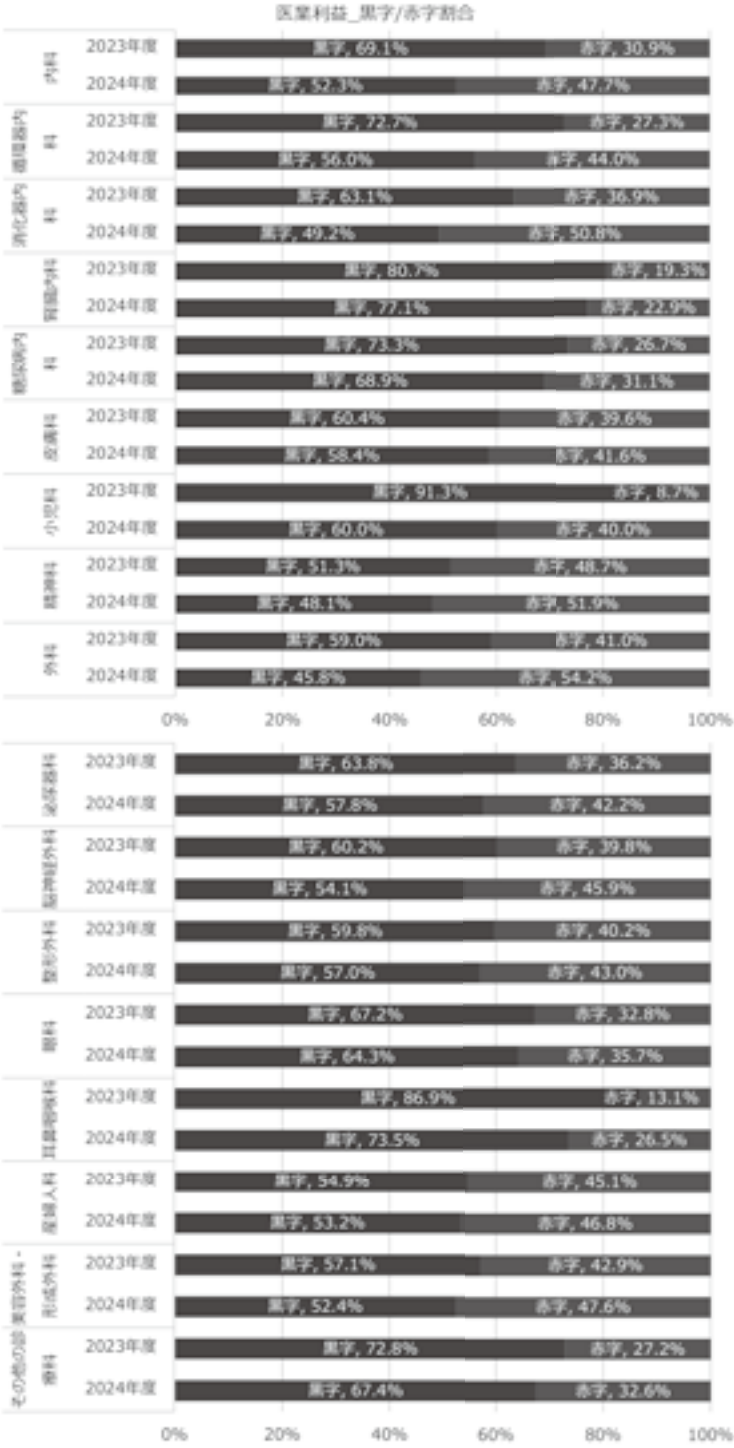 医業利益_黒字/赤字割合
内科
2023年度 黒字, 69.1% 赤字, 30.9%
2024年度 黒字, 52.3% 赤字, 47.7%
循環器内科
2023年度 黒字, 72.7% 赤字, 27.3%
2024年度 黒字, 56.0% 赤字, 44.0%
消化器内科
2023年度 黒字, 63.1% 赤字, 36.9%
2024年度 黒字, 49.2% 赤字, 50.8%
胃腸内科
2023年度 黒字, 80.7% 赤字, 19.3%
2024年度 黒字, 77.1% 赤字, 22.9%
糖尿病内科
2023年度 黒字, 73.3% 赤字, 26.7%
2024年度 黒字, 68.9% 赤字, 31.1%
皮膚科
2023年度 黒字, 60.4% 赤字, 39.6%
2024年度 黒字, 58.4% 赤字, 41.6%
小児科
2023年度 黒字, 91.3% 赤字, 8.7%
2024年度 黒字, 60.0% 赤字, 40.0%
精神科
2023年度 黒字, 51.3% 赤字, 48.7%
2024年度 黒字, 48.1% 赤字, 51.9%
外科
2023年度 黒字, 59.0% 赤字, 41.0%
2024年度 黒字, 45.8% 赤字, 54.2%
0% 20% 40% 60% 80% 100%
泌尿器科
2023年度 黒字, 63.8% 赤字, 36.2%
2024年度 黒字, 57.8% 赤字, 42.2%
脳神経外科
2023年度 黒字, 60.2% 赤字, 39.8%
2024年度 黒字, 54.1% 赤字, 45.9%
整形外科
2023年度 黒字, 59.8% 赤字, 40.2%
2024年度 黒字, 57.0% 赤字, 43.0%
眼科
2023年度 黒字, 67.2% 赤字, 32.8%
2024年度 黒字, 64.3% 赤字, 35.7%
耳鼻咽喉科
2023年度 黒字, 86.9% 赤字, 13.1%
2024年度 黒字, 73.5% 赤字, 26.5%
産婦人科
2023年度 黒字, 54.9% 赤字, 45.1%
2024年度 黒字, 53.2% 赤字, 46.8%
美容外科・形成外科
2023年度 黒字, 57.1% 赤字, 42.9%
2024年度 黒字, 52.4% 赤字, 47.6%
その他の診療科
2023年度 黒字, 72.8% 赤字, 27.2%
2024年度 黒字, 67.4% 赤字, 32.6%
0% 20% 40% 60% 80% 100%